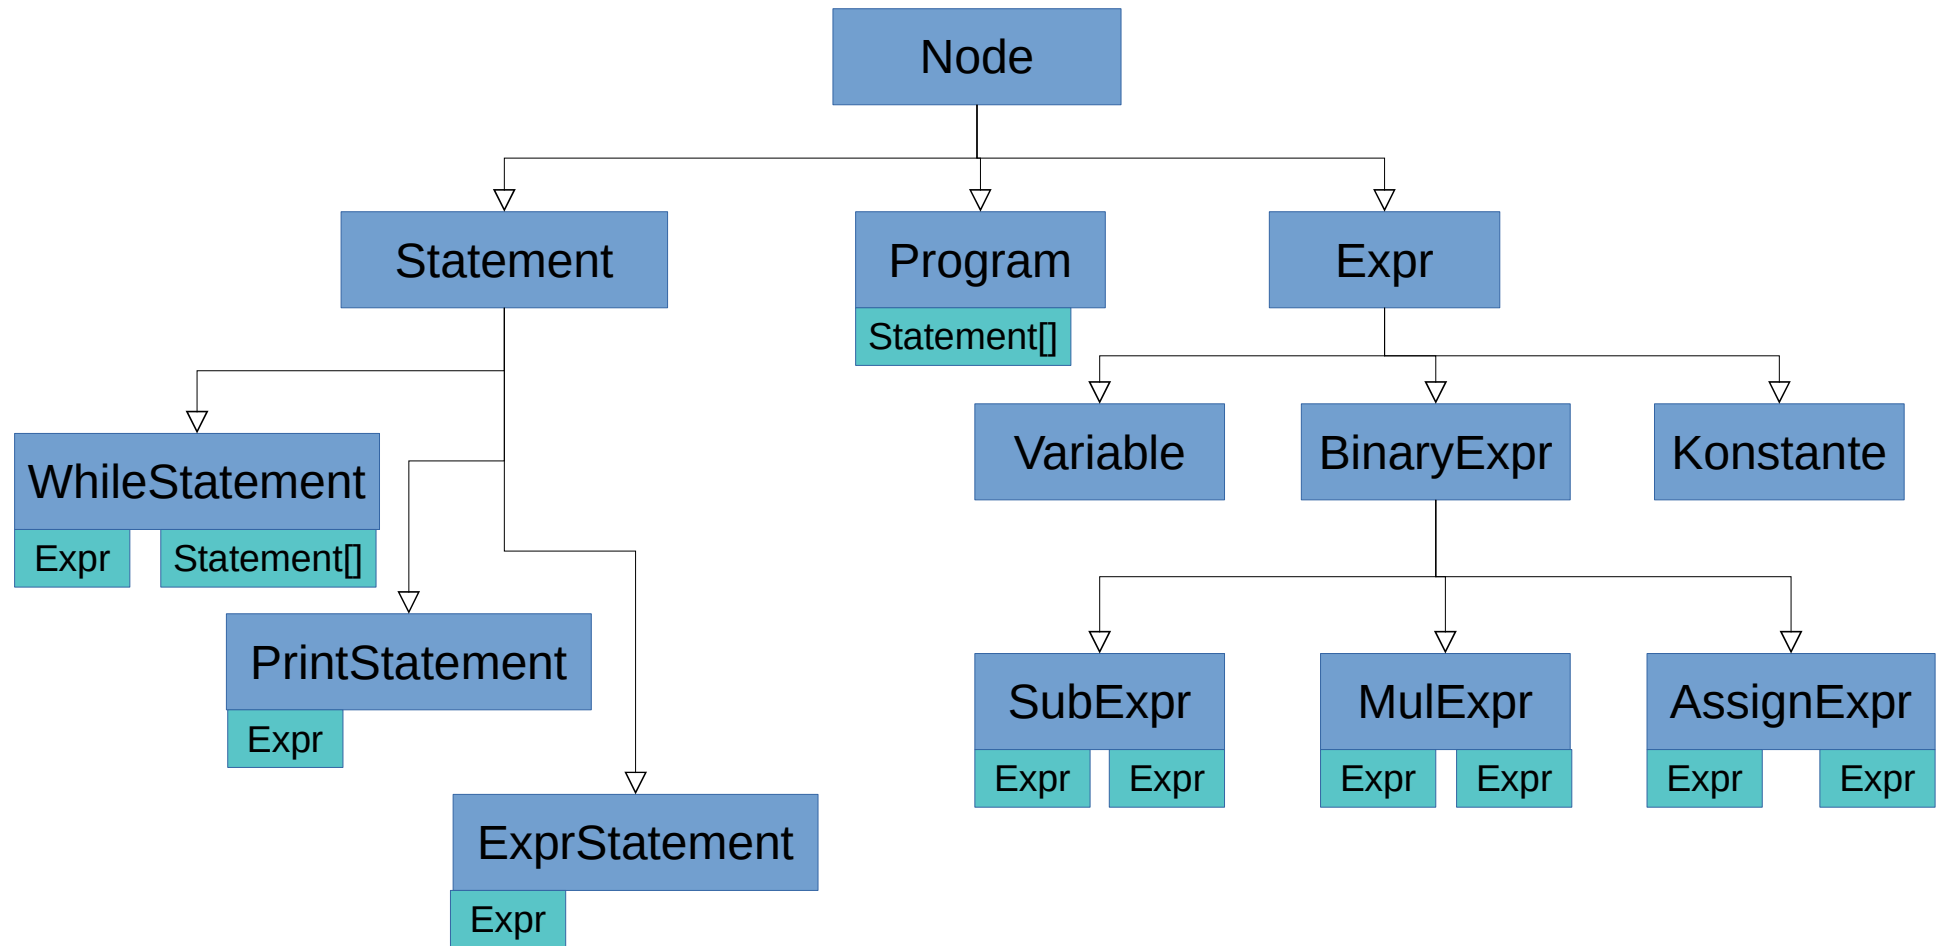 Node
Statement
Program
Expr
Statement[]
WhileStatement
Expr Statement[]
PrintStatement
Expr
ExprStatement
Expr
Variable
BinaryExpr
Konstante
SubExpr
Expr Expr
MulExpr
Expr Expr
AssignExpr
Expr Expr